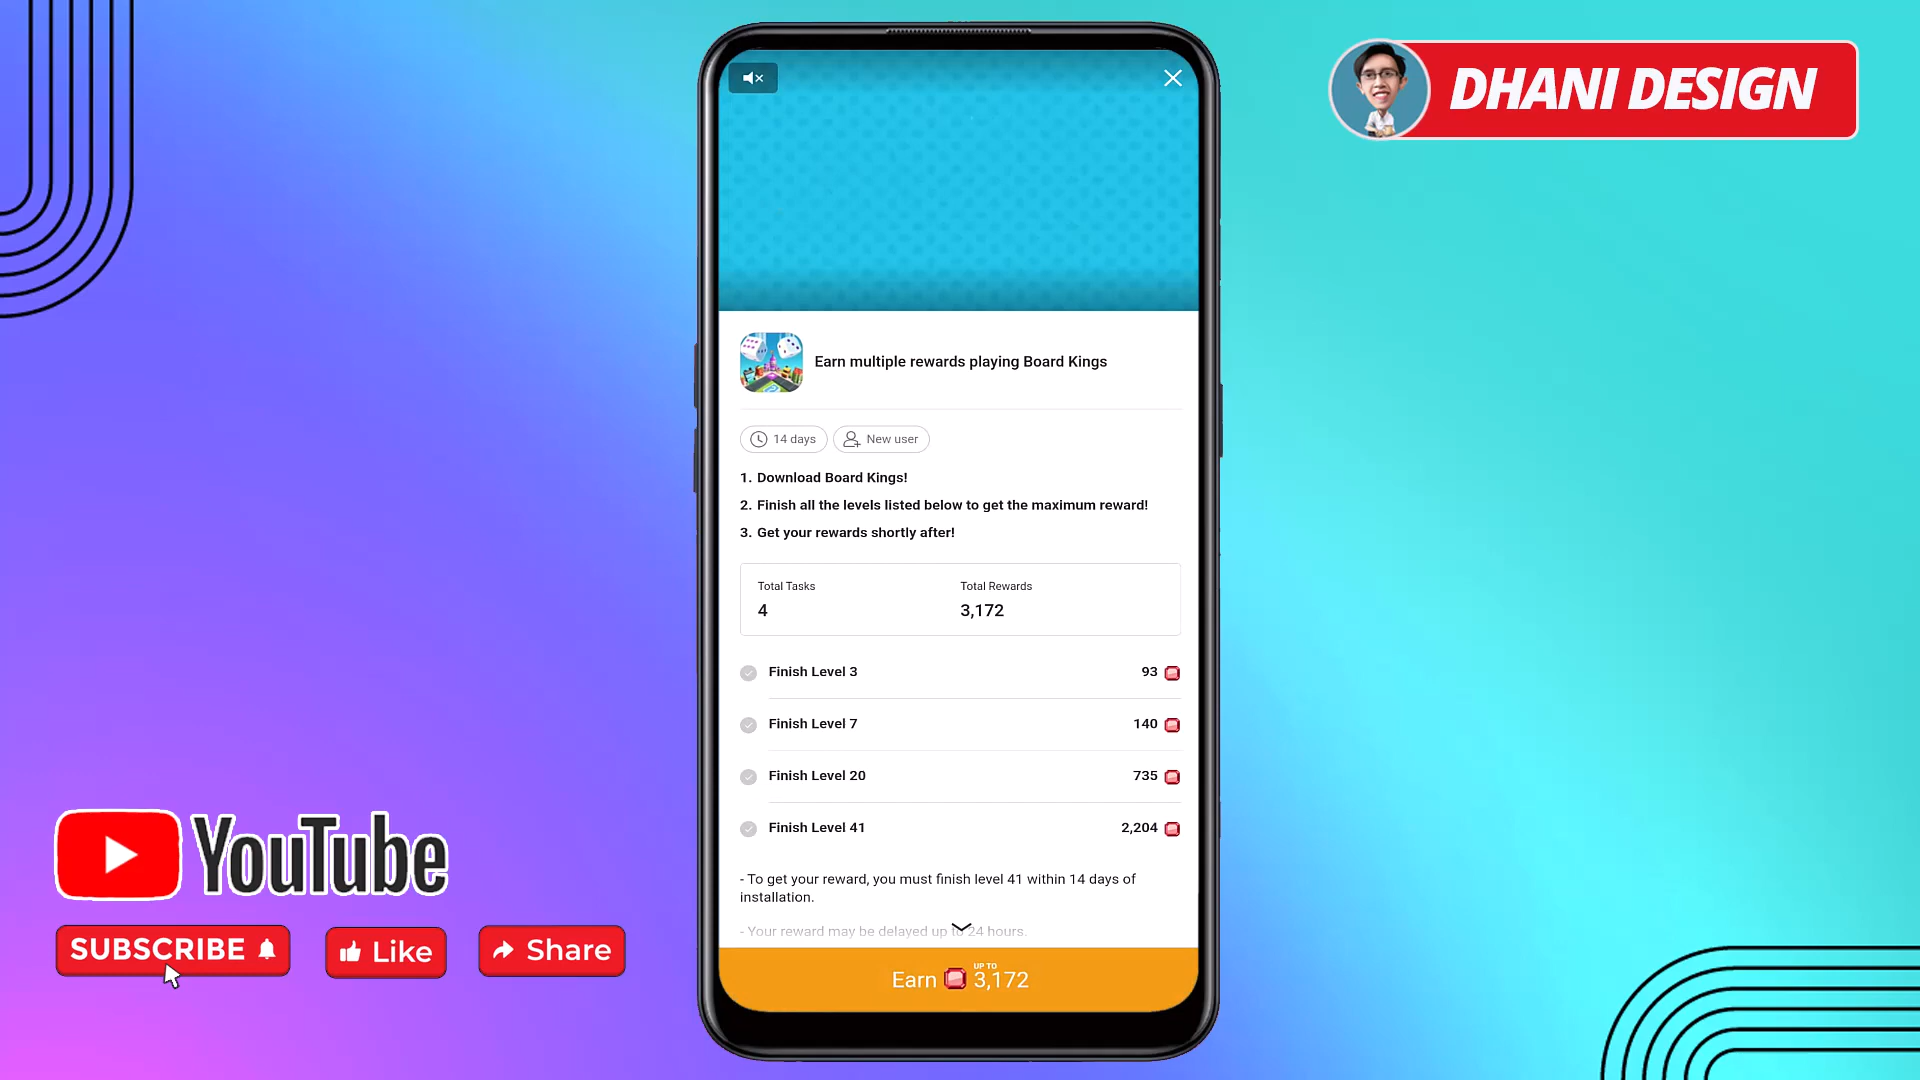 DHANI DESIGN
Earn multiple rewards playing Board Kings
14 days
New user
1. Download Board Kings!
2. Finish all the levels listed below to get the maximum reward!
3. Get your rewards shortly after!
Total Tasks
Total Rewards
4
3,172
Finish Level 3
93
Finish Level 7
140
Finish Level 20
735
Finish Level 41
2,204
- To get your reward, you must finish level 41 within 14 days of
installation.
- Your reward may be delayed up to 24 hours.
Earn UP TO 3,172
YouTube
SUBSCRIBE
Like
Share